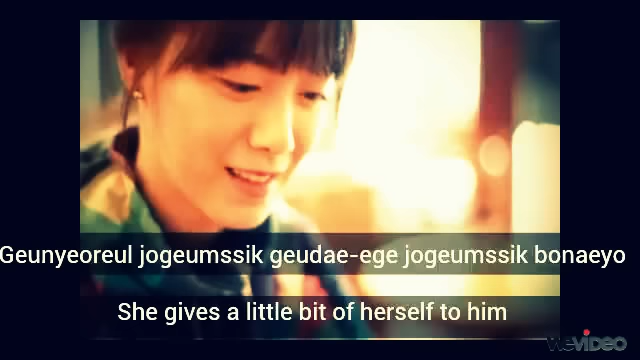 Geunyeoreul jogeumssik geudae-ege jogeumssik bonaeyo
She gives a little bit of herself to him
WeVideo